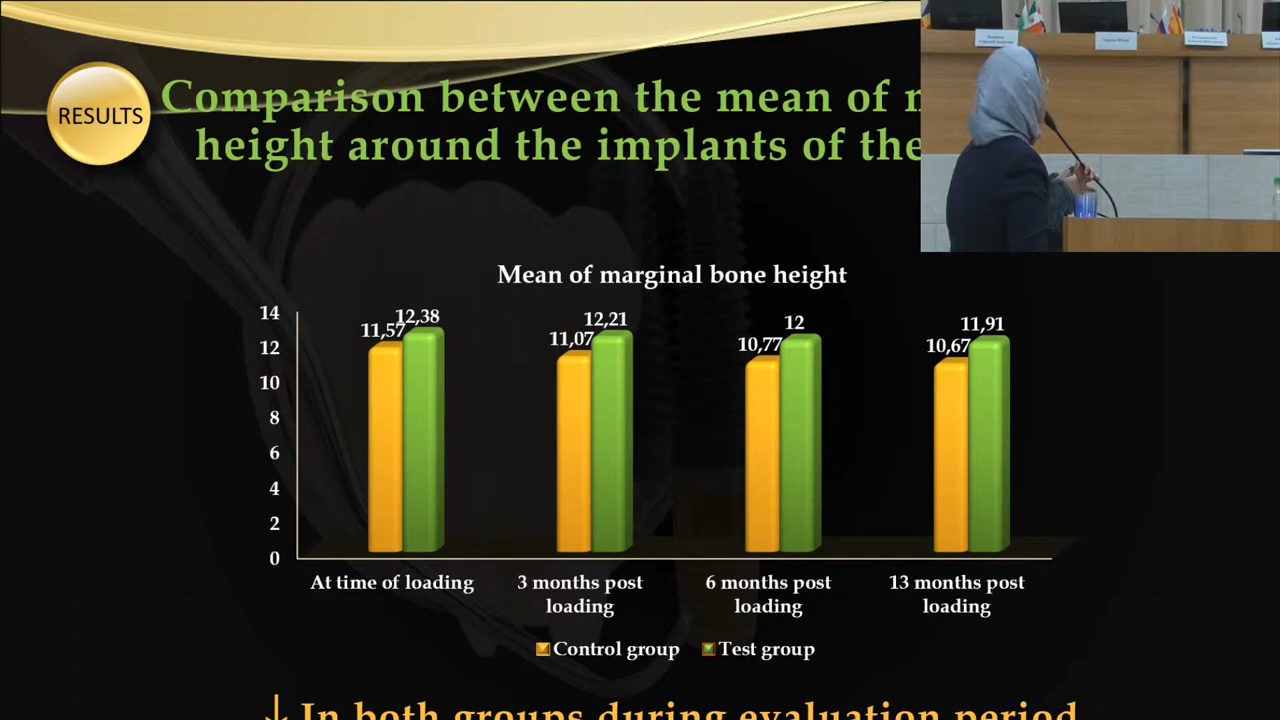 RESULTS
Comparison between the mean of
height around the implants of the
Mean of marginal bone height
14
12
10
8
6
4
2
0
11,57
12,38
11,07
12,21
10,77
12
10,67
11,91
At time of loading
3 months post
loading
6 months post
loading
13 months post
loading
Control group
Test group
↓ In both groups during evaluation period